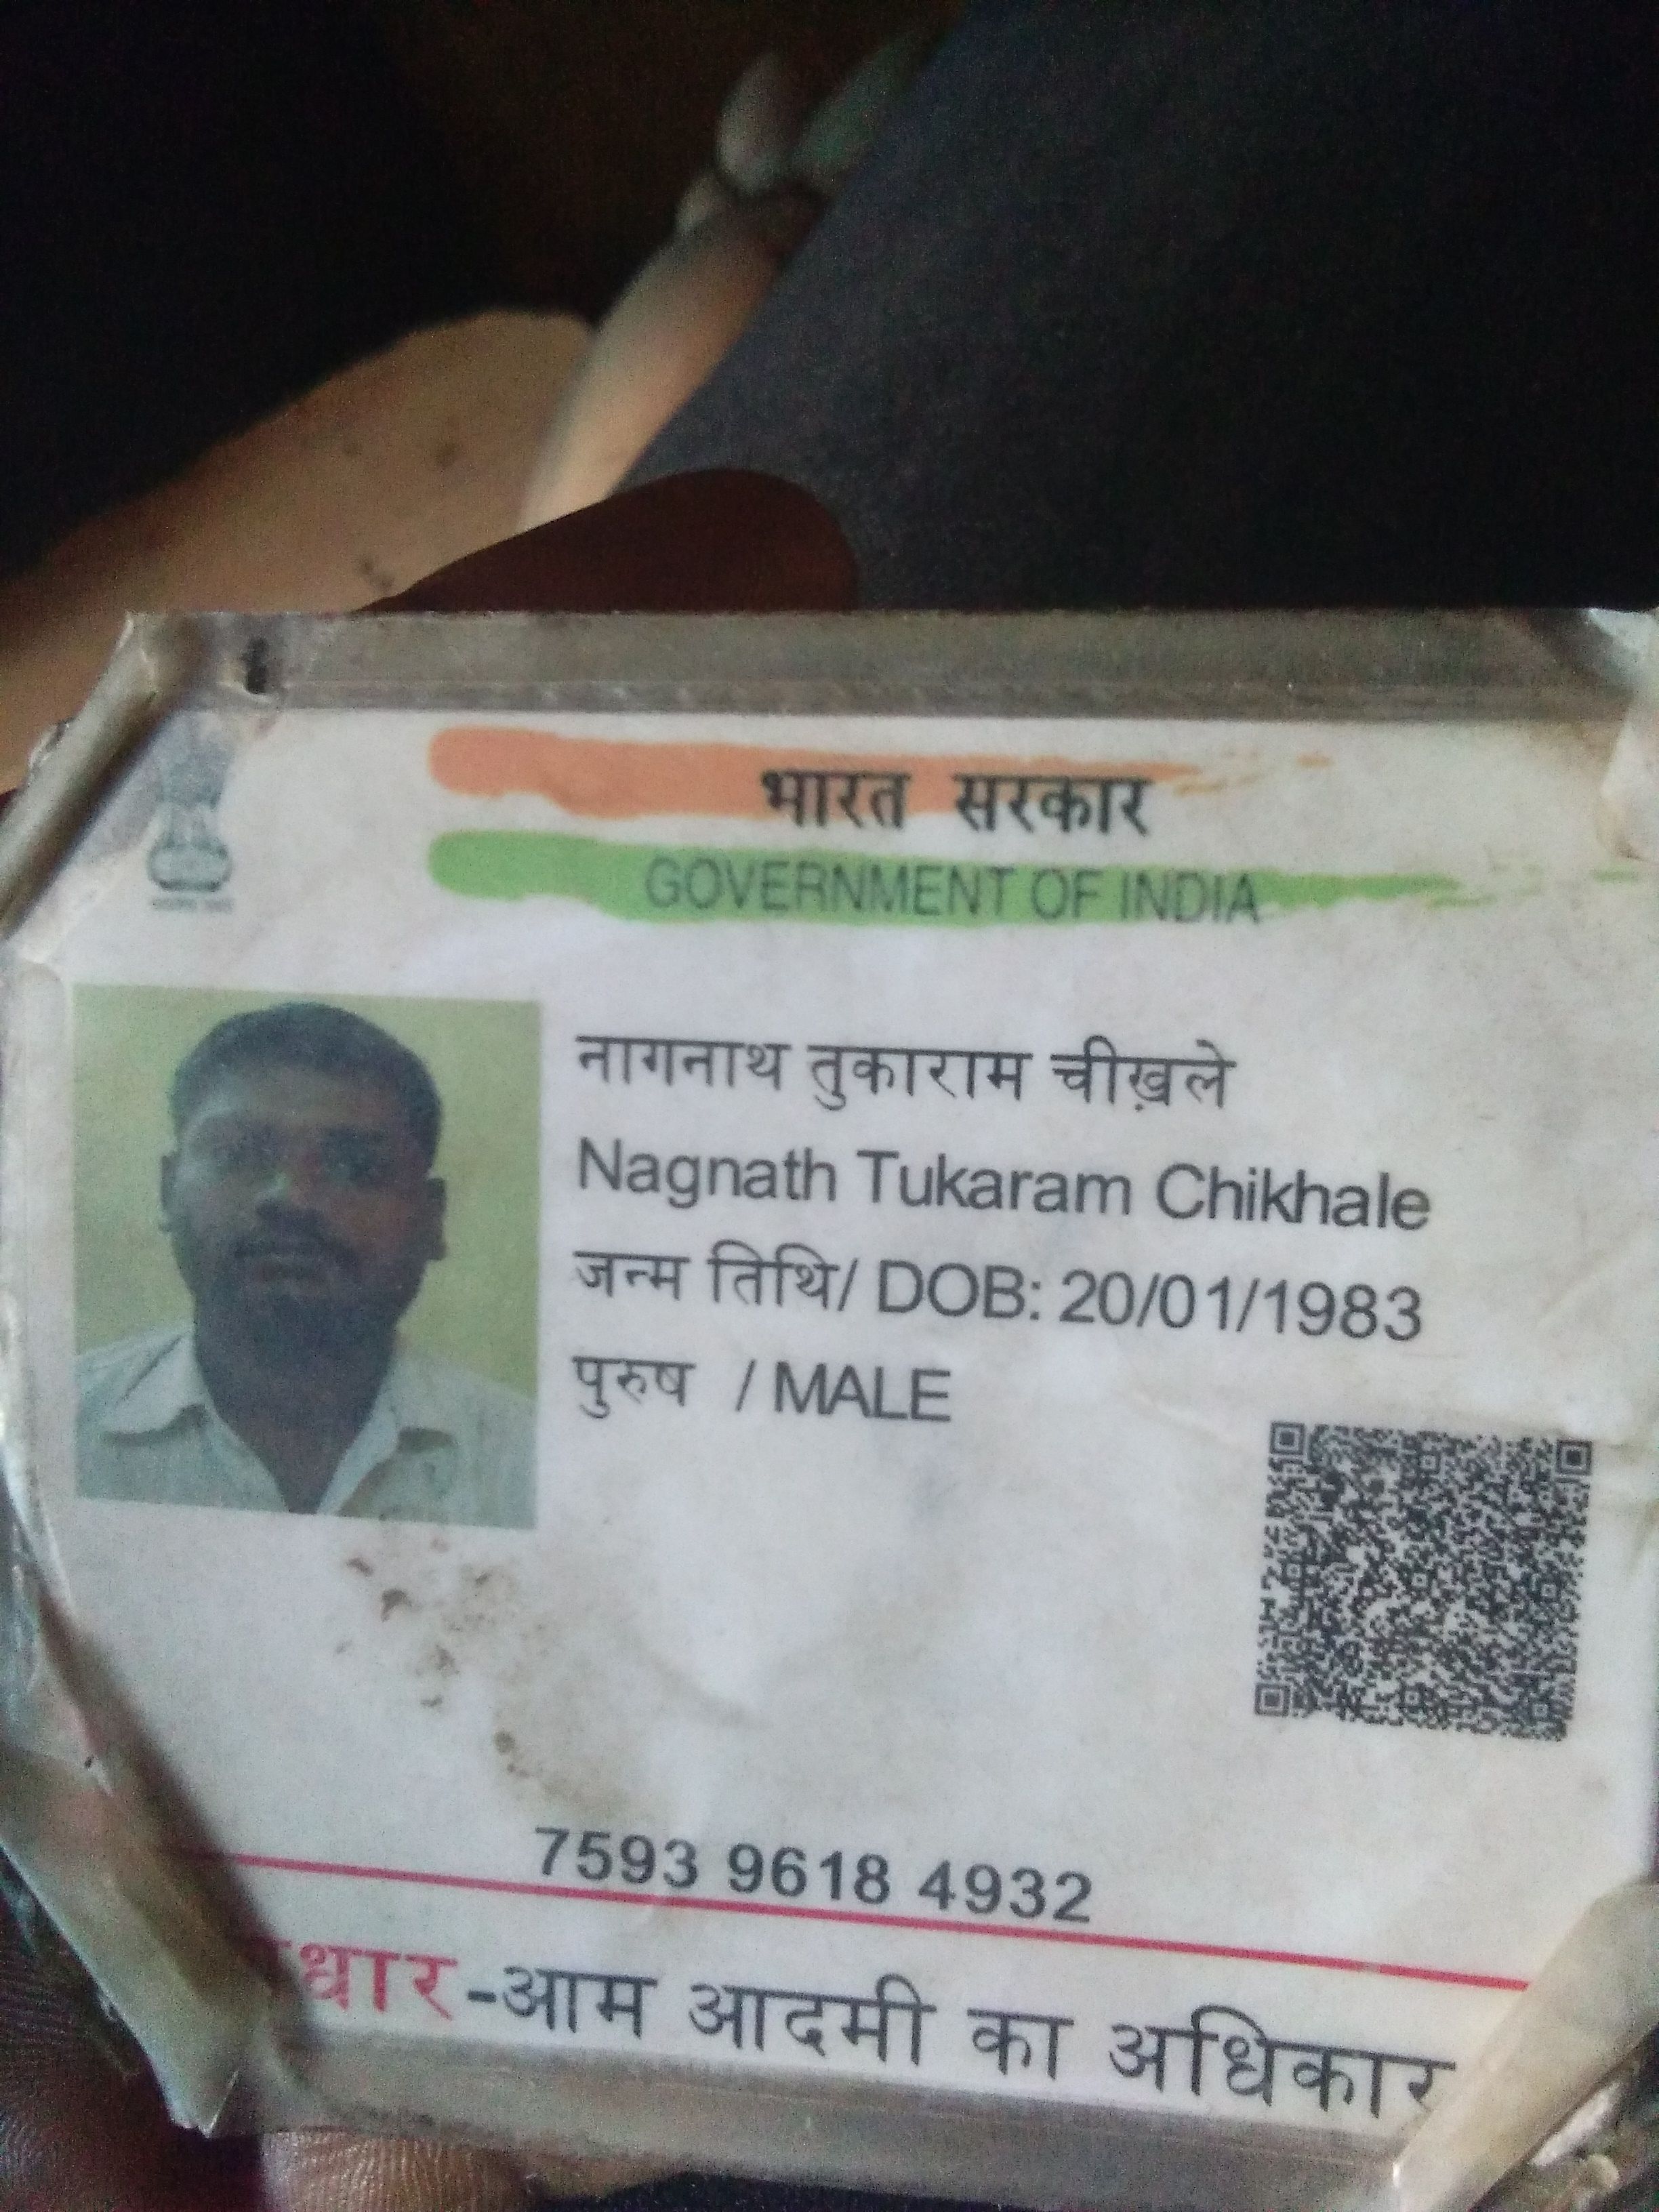 भारत सरकार
GOVERNMENT OF INDIA
नागनाथ तुकाराम चीख़ले
Nagnath Tukaram Chikhale
जन्म तिथि/ DOB: 20/01/1983
पुरुष / MALE
7593 9618 4932
-आम आदमी का अधिकार